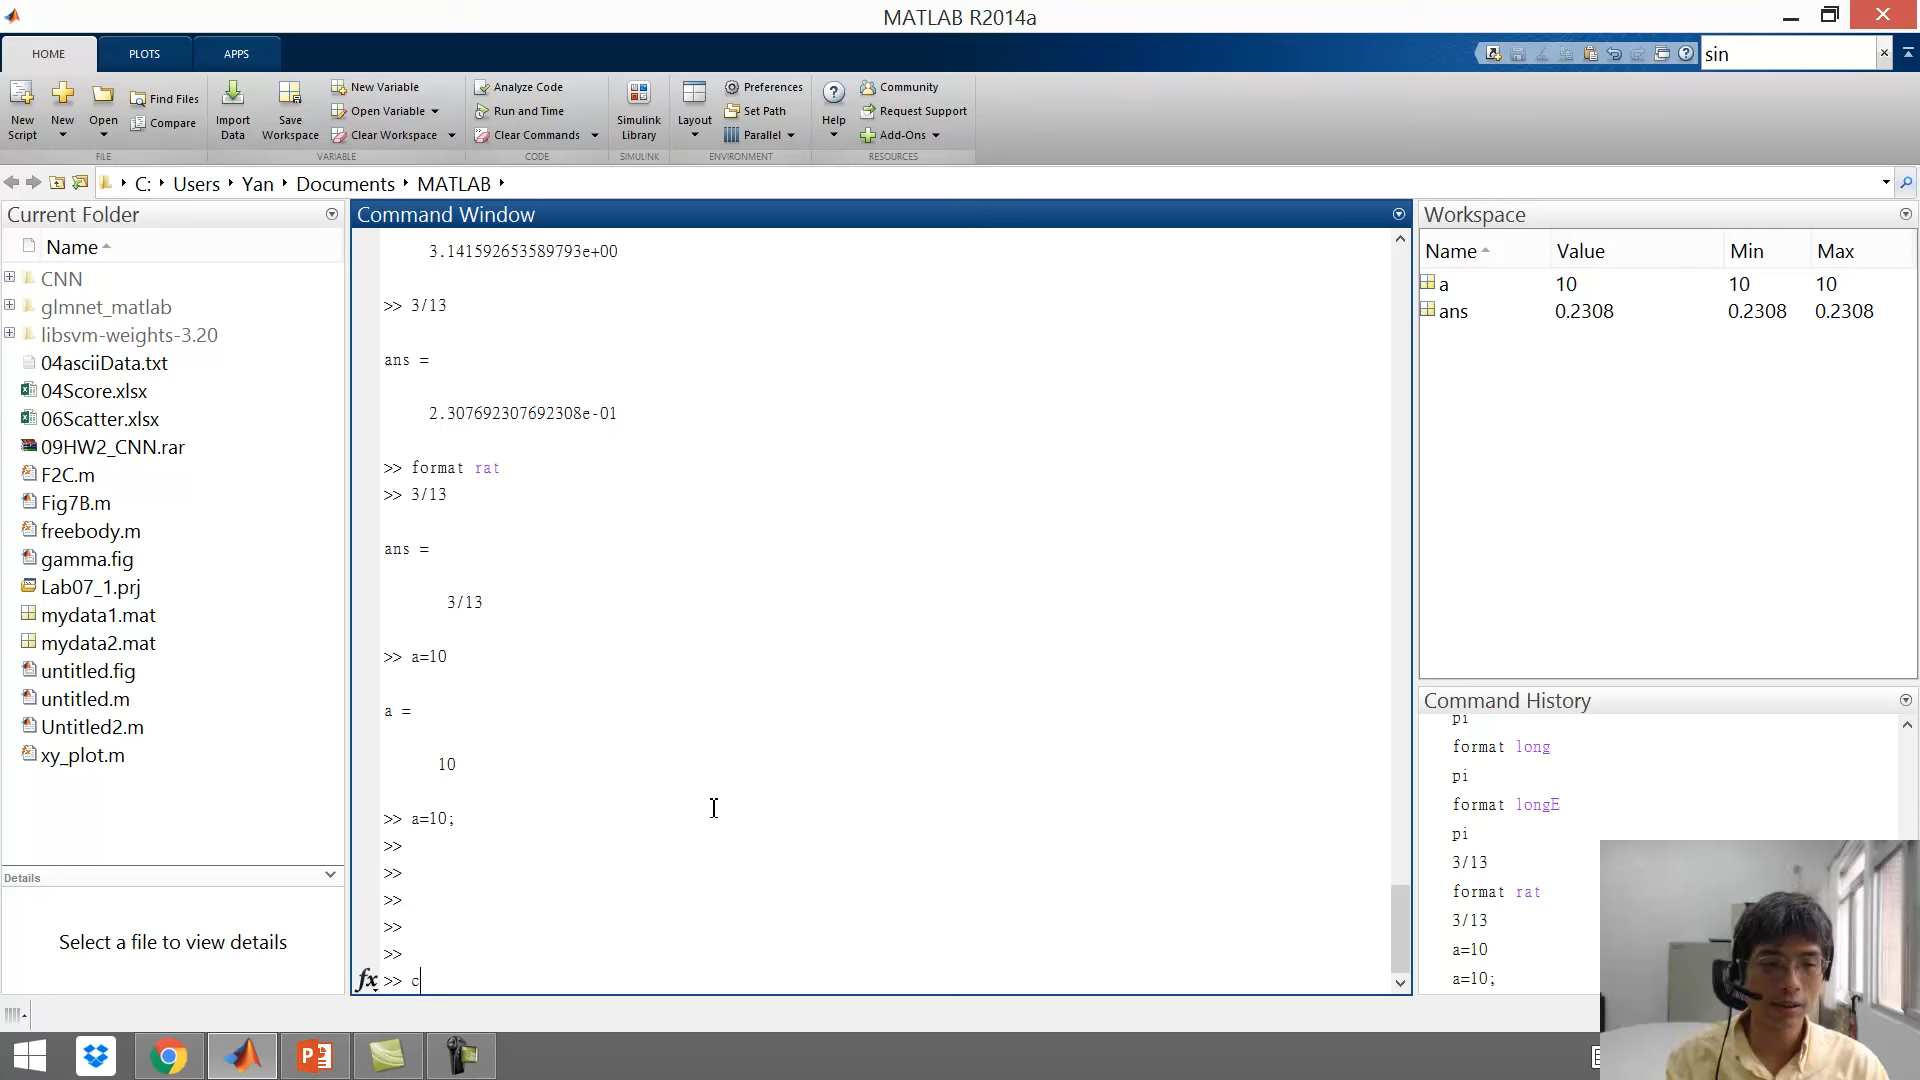 MATLAB R2014a
HOME
PLOTS
APPS
sin
New Script
New
Open
Find Files
Compare
FILE
Import Data
Save Workspace
New Variable
Open Variable
Clear Workspace
VARIABLE
Analyze Code
Run and Time
Clear Commands
CODE
Simulink Library
SIMULINK
Layout
Preferences
Set Path
Parallel
ENVIRONMENT
Help
Community
Request Support
Add-Ons
RESOURCES
C: Users Yan Documents MATLAB
Current Folder
Name
CNN
glmnet_matlab
libsvm-weights-3.20
04asciiData.txt
04Score.xlsx
06Scatter.xlsx
09HW2_CNN.rar
F2C.m
Fig7B.m
freebody.m
gamma.fig
Lab07_1.prj
mydata1.mat
mydata2.mat
untitled.fig
untitled.m
Untitled2.m
xy_plot.m
Details
Select a file to view details
Command Window
3.141592653589793e+00
>> 3/13
ans =
2.307692307692308e-01
>> format rat
>> 3/13
ans =
3/13
>> a=10
a =
10
>> a=10;
>>
>>
>>
>>
>>
fx >> c
Workspace
Name Value Min Max
a 10 10 10
ans 0.2308 0.2308 0.2308
Command History
pi
format long
pi
format longE
pi
3/13
format rat
3/13
a=10
a=10;